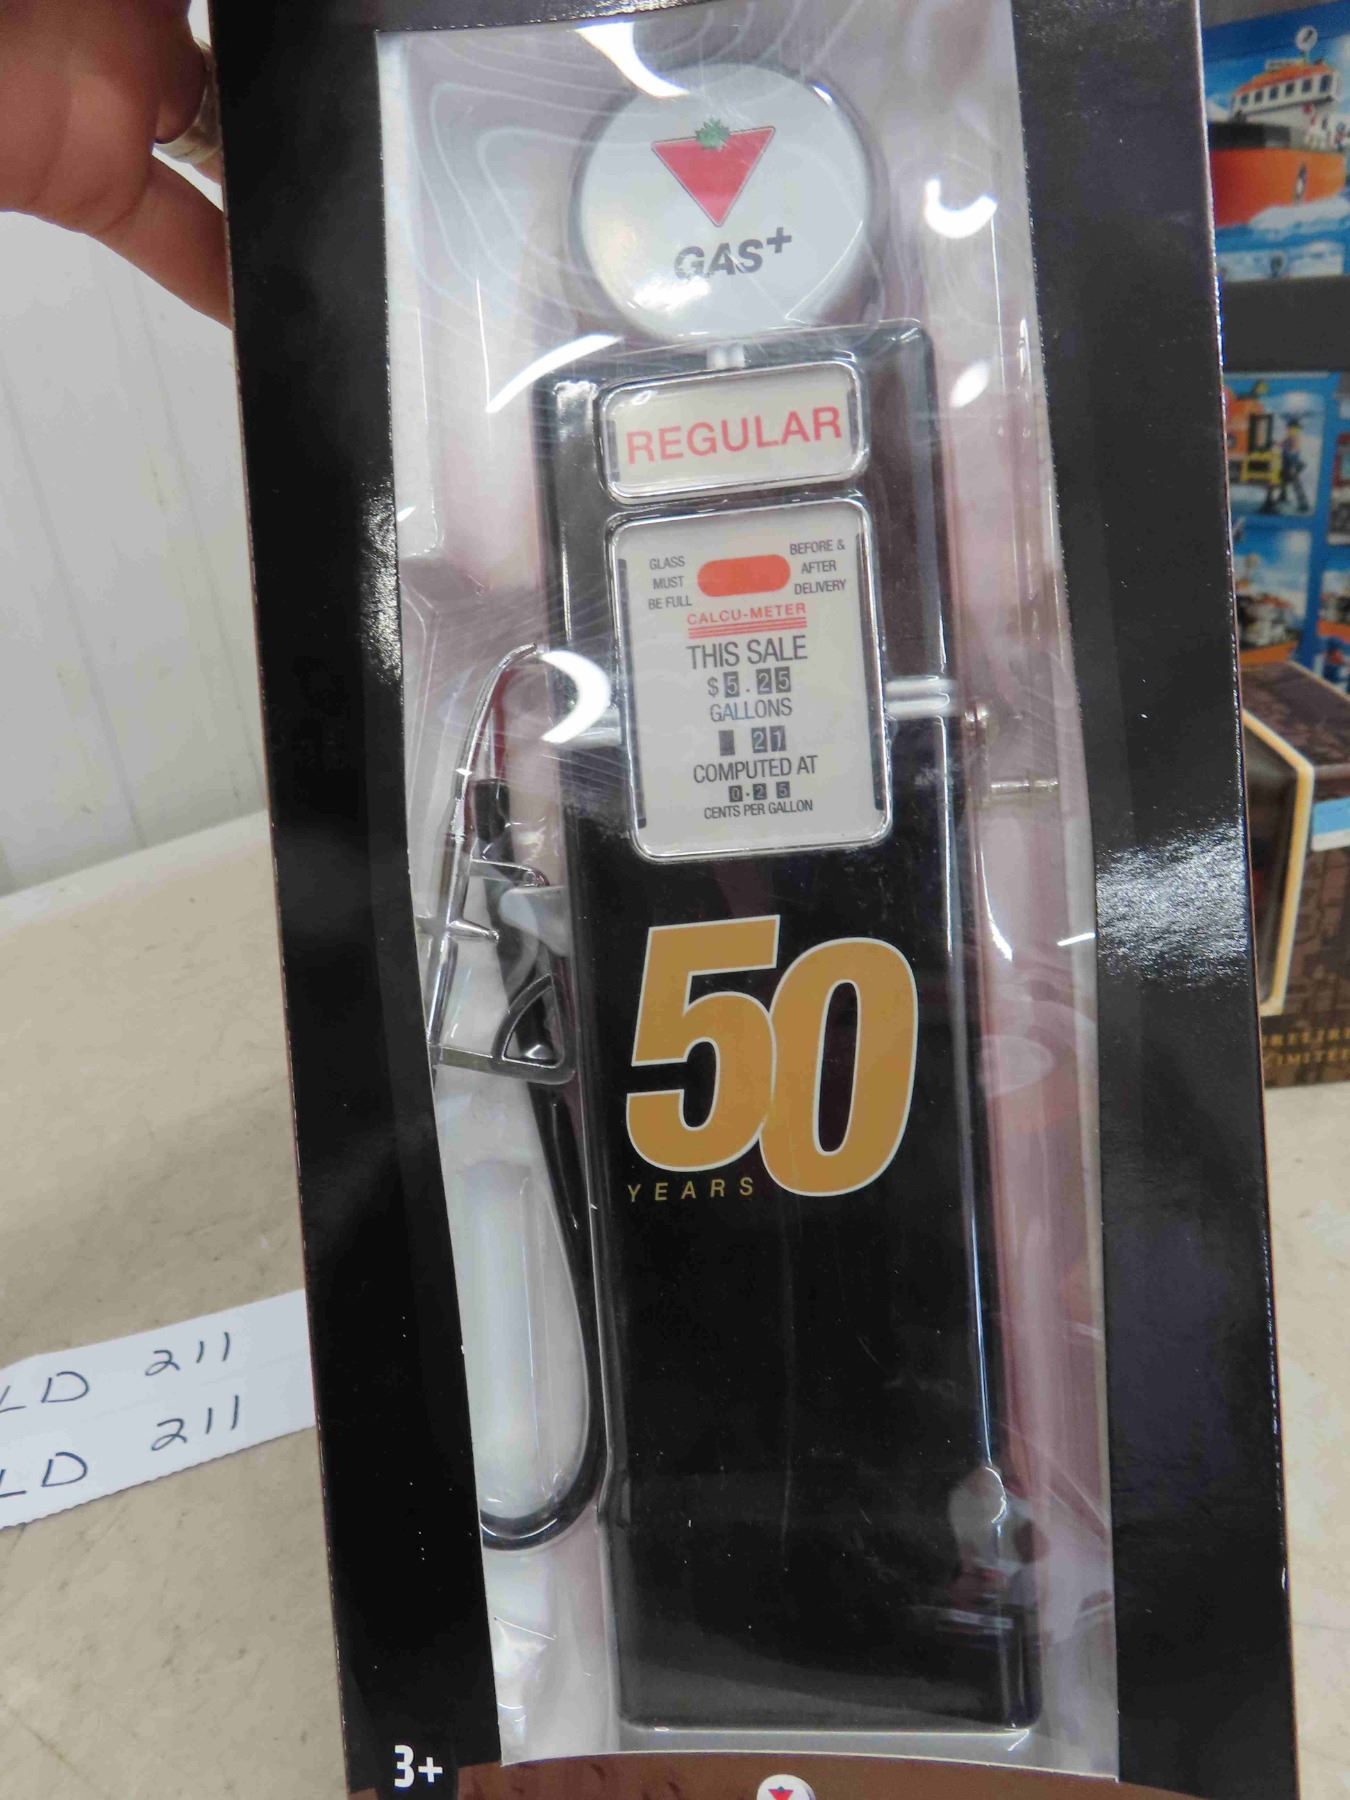 GAS+
REGULAR
GLASS
MUST
BE FULL
BEFORE &
AFTER
DELIVERY
CALCU-METER
THIS SALE
$5.25
GALLONS
21
COMPUTED AT
0.25
CENTS PER GALLON
50
YEARS
LD 211
LD 211
3+